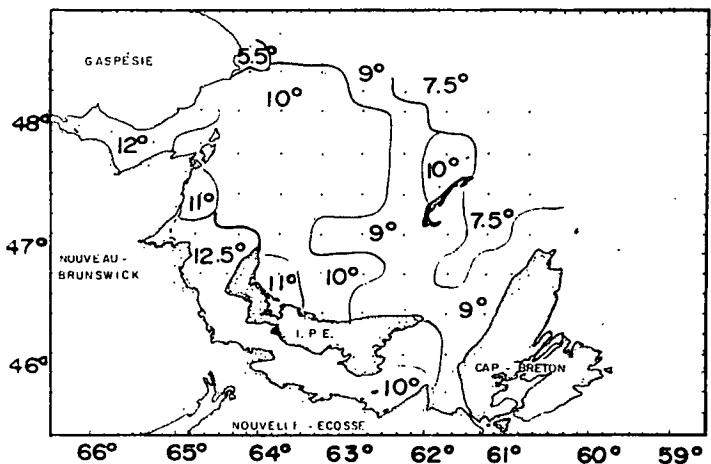 GASPÉSIE
5.5°
9°
7.5°
10°
48°
12°
10°
11°
7.5°
47°
9°
12.5°
NOUVEAU-
BRUNSWICK
11°
10°
9°
I.P.E.
46°
CAP-BRETON
10°
NOUVELLE-ECOSSE
66° 65° 64° 63° 62° 61° 60° 59°